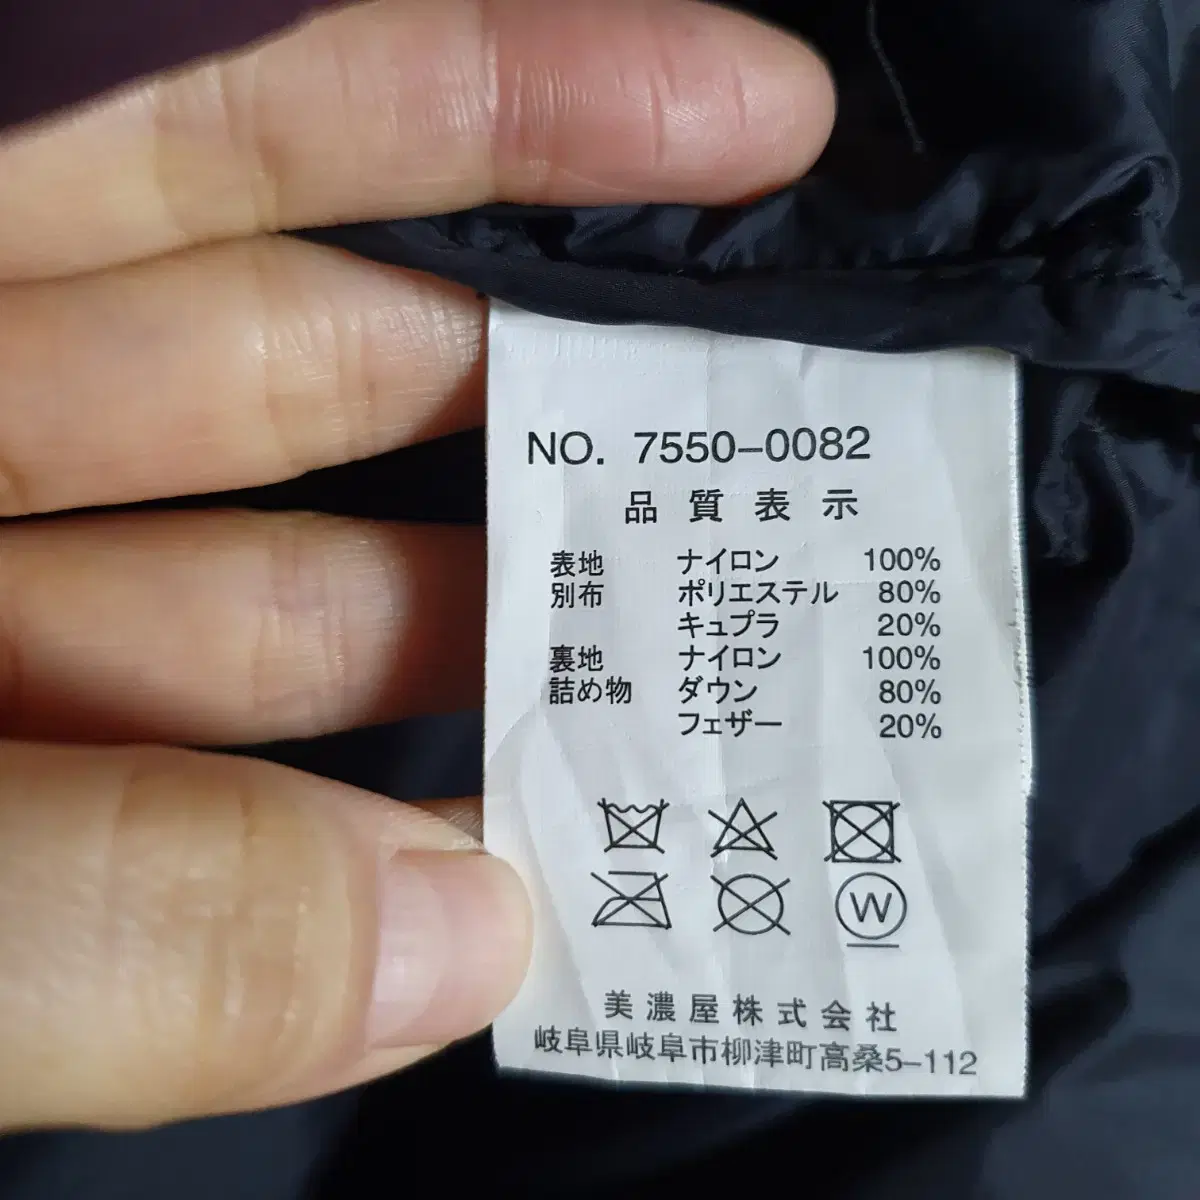 NO. 7550-0082
品質表示
表地 ナイロン 100%
別布 ポリエステル 80%
キュプラ 20%
裏地 ナイロン 100%
詰め物 ダウン 80%
フェザー 20%
W
美濃屋株式会社
岐阜県岐阜市柳津町高桑5-112